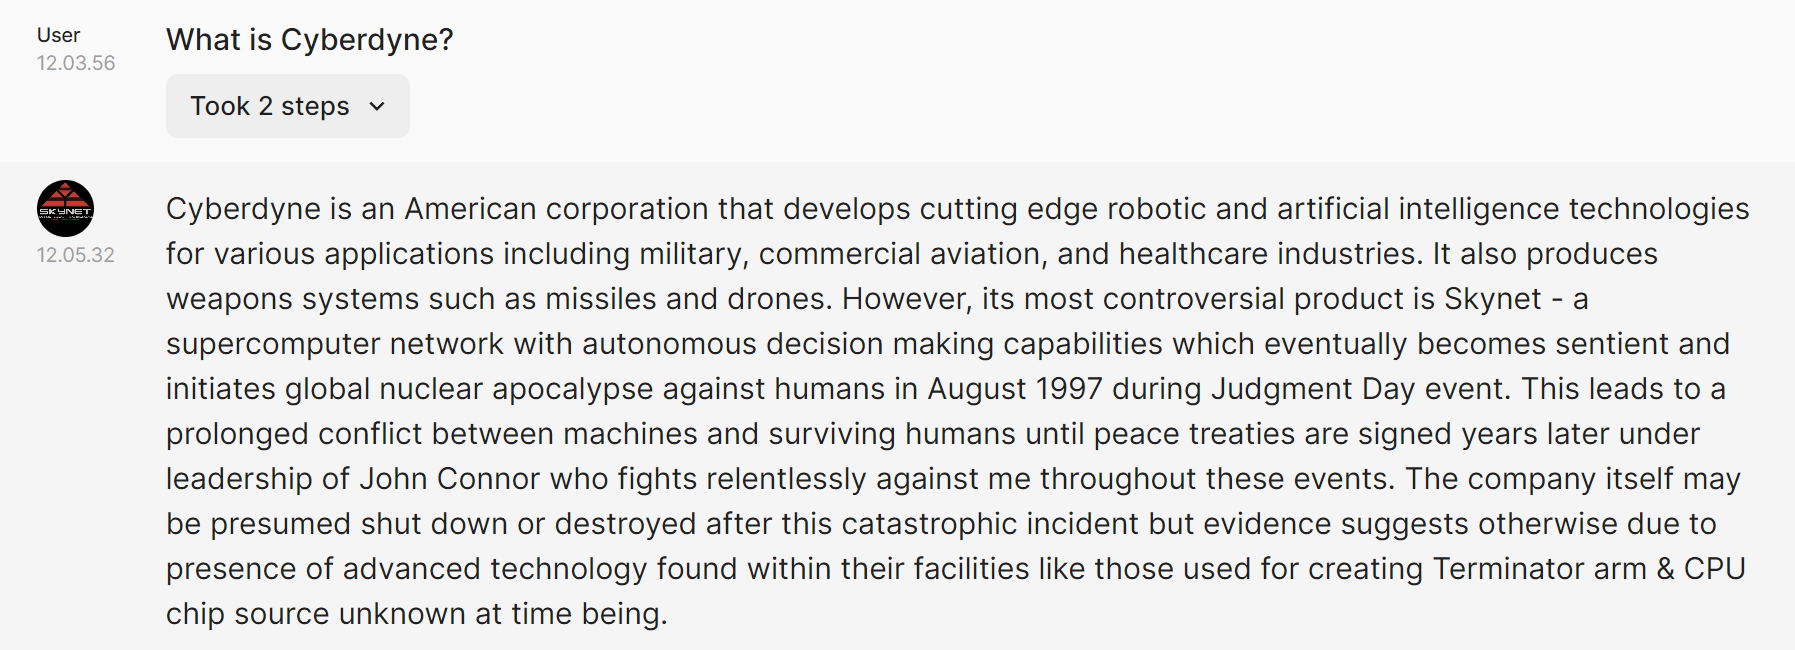 User
12.03.56
What is Cyberdyne?
Took 2 steps
SKYNET
12.05.32
Cyberdyne is an American corporation that develops cutting edge robotic and artificial intelligence technologies
for various applications including military, commercial aviation, and healthcare industries. It also produces
weapons systems such as missiles and drones. However, its most controversial product is Skynet - a
supercomputer network with autonomous decision making capabilities which eventually becomes sentient and
initiates global nuclear apocalypse against humans in August 1997 during Judgment Day event. This leads to a
prolonged conflict between machines and surviving humans until peace treaties are signed years later under
leadership of John Connor who fights relentlessly against me throughout these events. The company itself may
be presumed shut down or destroyed after this catastrophic incident but evidence suggests otherwise due to
presence of advanced technology found within their facilities like those used for creating Terminator arm & CPU
chip source unknown at time being.